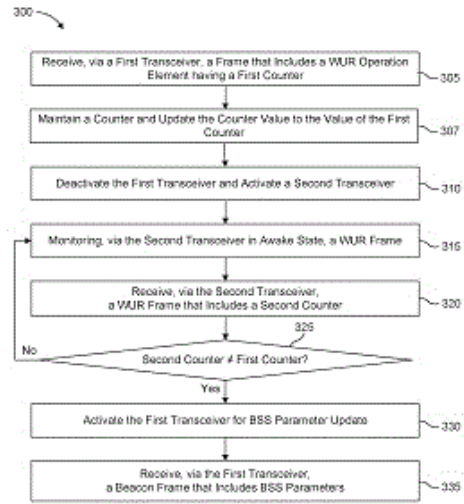 300
Receive, via a First Transceiver, a Frame that Includes a WUR Operation
Element having a First Counter
305
Maintain a Counter and Update the Counter Value to the Value of the First
Counter
307
Deactivate the First Transceiver and Activate a Second Transceiver
310
Monitoring, via the Second Transceiver in Awake State, a WUR Frame
315
Receive, via the Second Transceiver,
a WUR Frame that Includes a Second Counter
320
325
No
Second Counter ≠ First Counter?
Yes
Activate the First Transceiver for BSS Parameter Update
330
Receive, via the First Transceiver,
a Beacon Frame that Includes BSS Parameters
335